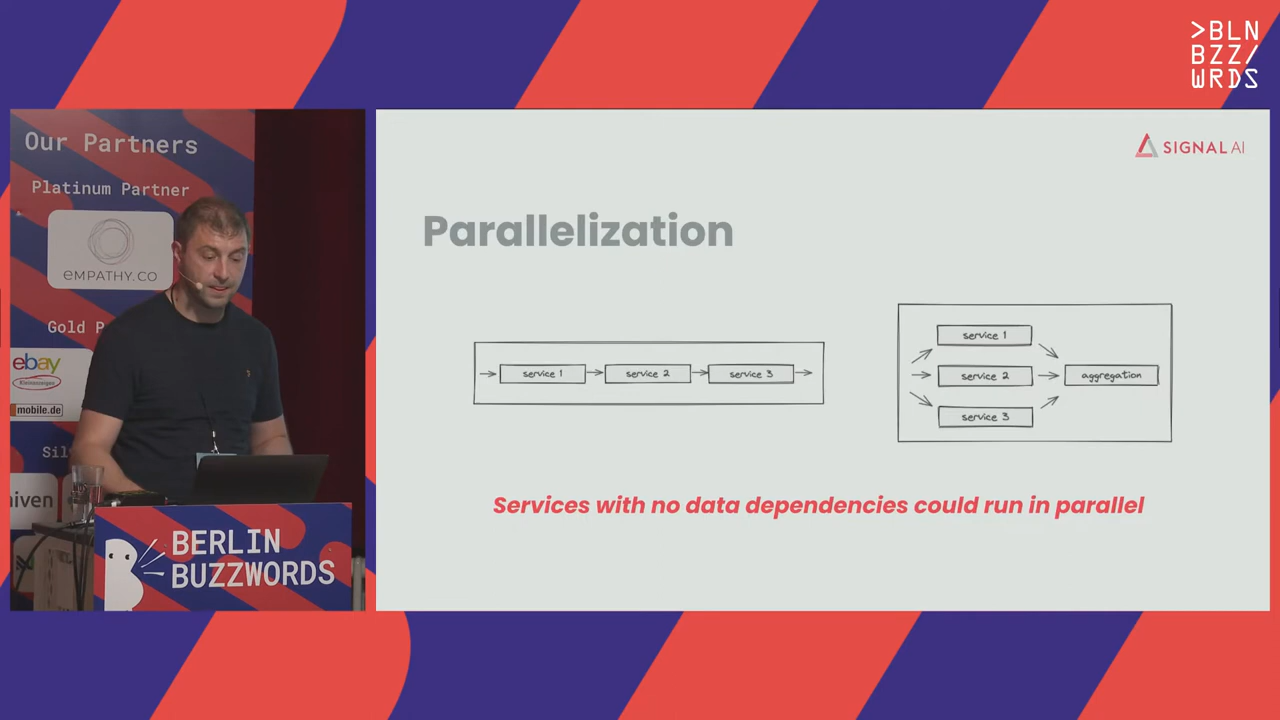 >BLN
BZZ/
WRDS
Our Partners
Platinum Partner
EMPATHY.CO
Gold P
ebay
Kleinanzeigen
mobile.de
Sil
aiven
BERLIN
BUZZWORDS
SIGNAL AI
Parallelization
service 1
service 2
service 3
service 1
service 2
service 3
aggregation
Services with no data dependencies could run in parallel